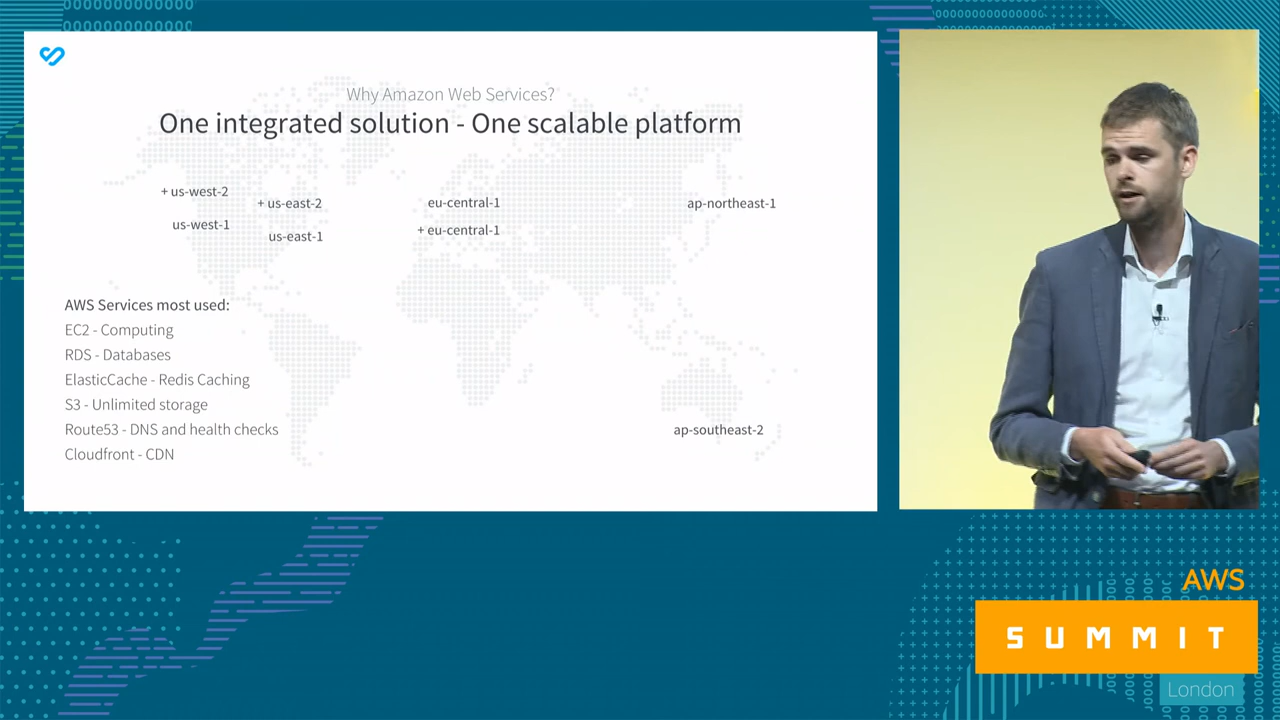 Why Amazon Web Services?
One integrated solution - One scalable platform
+ us-west-2
+ us-east-2
eu-central-1
ap-northeast-1
us-west-1
us-east-1
+ eu-central-1
AWS Services most used:
EC2 - Computing
RDS - Databases
ElasticCache - Redis Caching
S3 - Unlimited storage
Route53 - DNS and health checks
Cloudfront - CDN
ap-southeast-2
AWS
SUMMIT
London